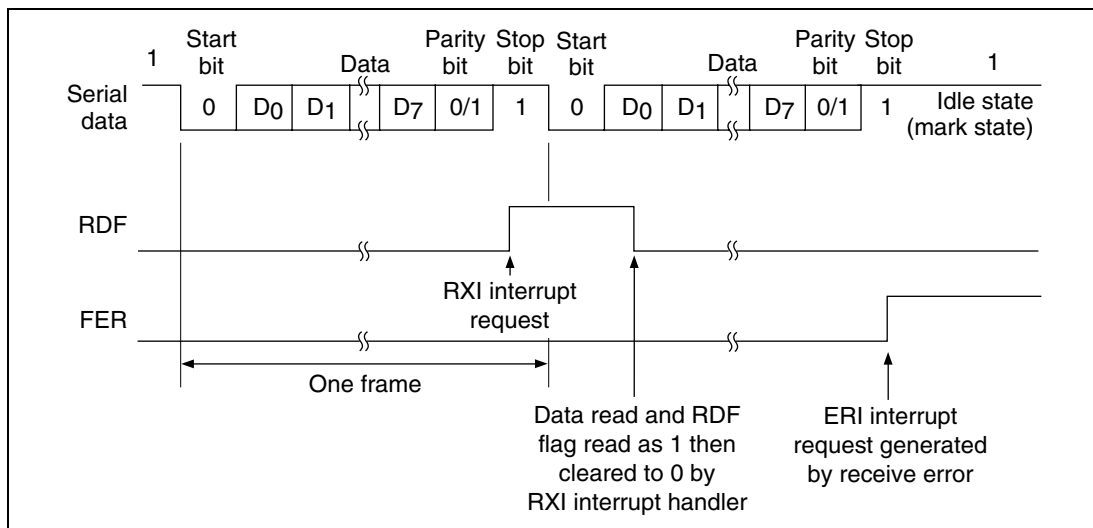 1
Start
bit
Data
Parity
bit
Stop
bit
Start
bit
Data
Parity
bit
Stop
bit
1
Serial
data
0 D0 D1 D7 0/1 1 0 D0 D1 D7 0/1 1
Idle state
(mark state)
RDF
RXI interrupt
request
FER
One frame
Data read and RDF
flag read as 1 then
cleared to 0 by
RXI interrupt handler
ERI interrupt
request generated
by receive error